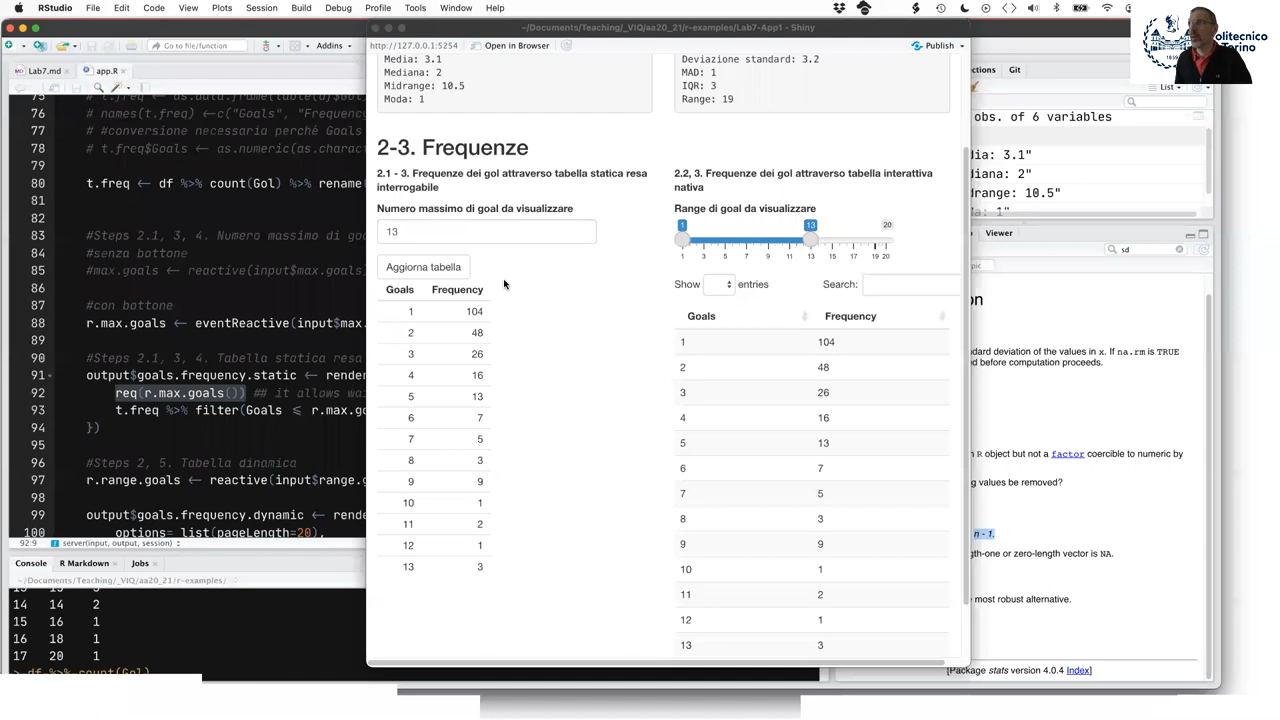 RStudio File Edit Code View Plots Session Build Debug Profile Tools Window Help
~/Documents/Teaching/_VIQ/aa20_21/r-examples/Lab7-App1 - Shiny
http://127.0.0.1:5254 Open in Browser Publish
Politecnico
di Torino
1859
Go to file/function Addins
Lab7.md app.R
Git
List
76 # names(t.freq) <-c("Goals", "Frequency
77 #conversione necessaria perchè Goals
78 # t.freq$Goals <- as.numeric(as.charac
79
80 t.freq <- df %>% count(Gol) %>% rename(
81
82
83 #Steps 2.1, 3, 4. Numero massimo di go
84 #senza bottone
85 #max.goals <- reactive(input$max.goals
86
87 #con bottone
88 r.max.goals <- eventReactive(input$max.
89
90 #Steps 2.1, 3, 4. Tabella statica resa
91 output$goals.frequency.static <- render
92 req(r.max.goals()) ## it allows wai
93 t.freq %>% filter(Goals <= r.max.go
94 })
95
96 #Steps 2, 5. Tabella dinamica
97 r.range.goals <- reactive(input$range.g
98
99 output$goals.frequency.dynamic <- rende
100 options= list(pageLength=20),
92:9 server(input, output, session)
Console R Markdown Jobs
~/Documents/Teaching/_VIQ/aa20_21/r-examples/
14 14 2
15 16 1
16 18 1
17 20 1
> df %>% count(Gol)
Media: 3.1
Mediana: 2
Midrange: 10.5
Moda: 1
Deviazione standard: 3.2
MAD: 1
IQR: 3
Range: 19
2-3. Frequenze
2.1 - 3. Frequenze dei gol attraverso tabella statica resa
interrogabile
Numero massimo di goal da visualizzare
13
Aggiorna tabella
Goals Frequency
1 104
2 48
3 26
4 16
5 13
6 7
7 5
8 3
9 9
10 1
11 2
12 1
13 3
2.2, 3. Frequenze dei gol attraverso tabella interattiva
nativa
Range di goal da visualizzare
1 13 20
1 3 5 7 9 11 13 15 17 19 20
Show entries Search:
Goals Frequency
1 104
2 48
3 26
4 16
5 13
6 7
7 5
8 3
9 9
10 1
11 2
12 1
13 3
obs. of 6 variables
dia: 3.1"
diana: 2"
drange: 10.5"
da: 1"
Viewer
sd
on
dard deviation of the values in x. If na.rm is TRUE
d before computation proceeds.
n R object but not a factor coercible to numeric by
ng values be removed?
n - 1.
gth-one or zero-length vector is NA.
most robust alternative.
[Package stats version 4.0.4 Index]